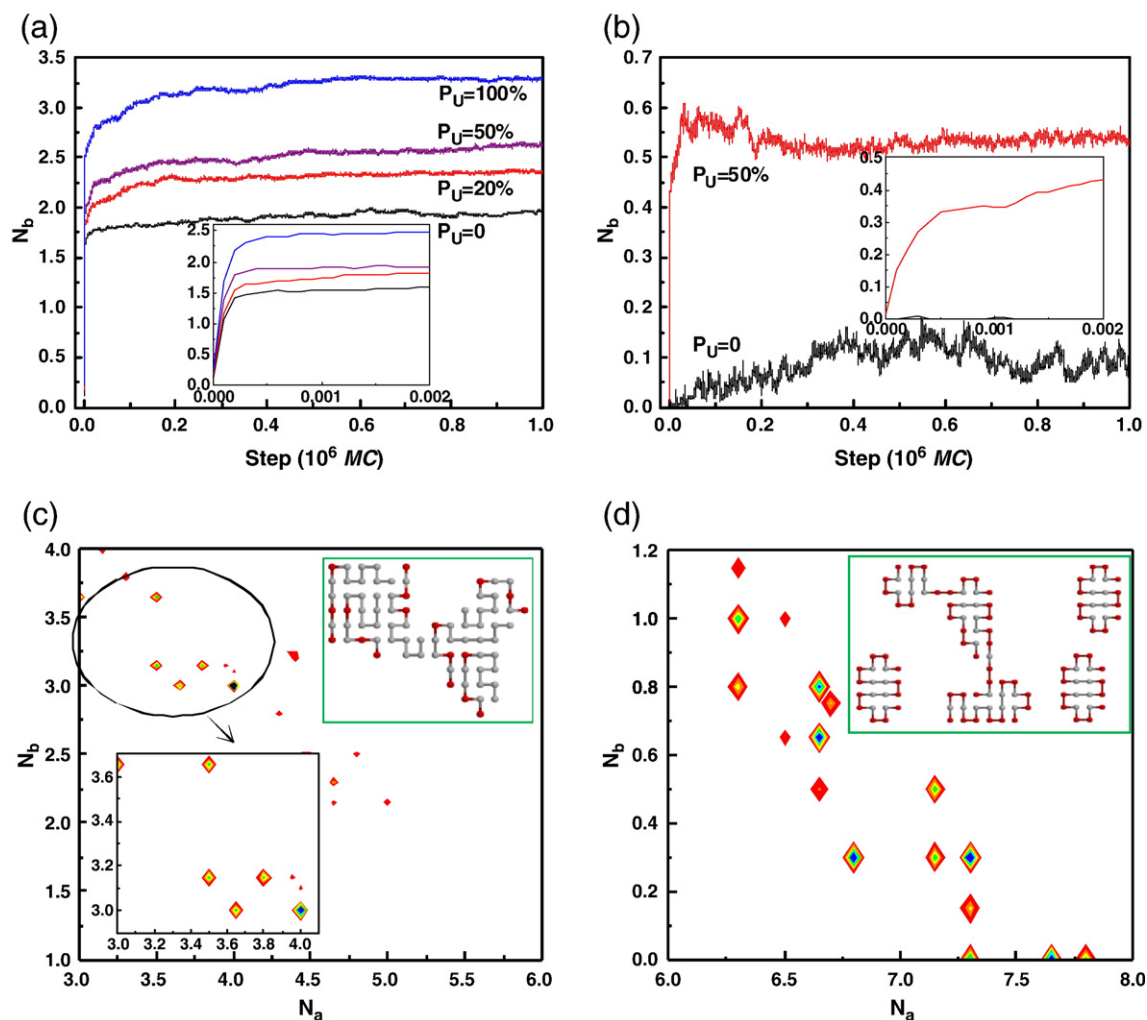 (a)
3.5
3.0
2.5
2.0
1.5
1.0
0.5
0.0
N_b
P_U=100%
P_U=50%
P_U=20%
P_U=0
2.5
2.0
1.5
1.0
0.5
0.0
0.000 0.001 0.002
0.0 0.2 0.4 0.6 0.8 1.0
Step (10^6 MC)
(b)
0.7
0.6
0.5
0.4
0.3
0.2
0.1
0.0
N_b
P_U=50%
P_U=0
0.5
0.4
0.3
0.2
0.1
0.0
0.000 0.001 0.002
0.0 0.2 0.4 0.6 0.8 1.0
Step (10^6 MC)
(c)
4.0
3.5
3.0
2.5
2.0
1.5
1.0
N_b
3.6
3.4
3.2
3.0
3.0 3.2 3.4 3.6 3.8 4.0
3.0 3.5 4.0 4.5 5.0 5.5 6.0
N_a
(d)
1.2
1.0
0.8
0.6
0.4
0.2
0.0
N_b
6.0 6.5 7.0 7.5 8.0
N_a